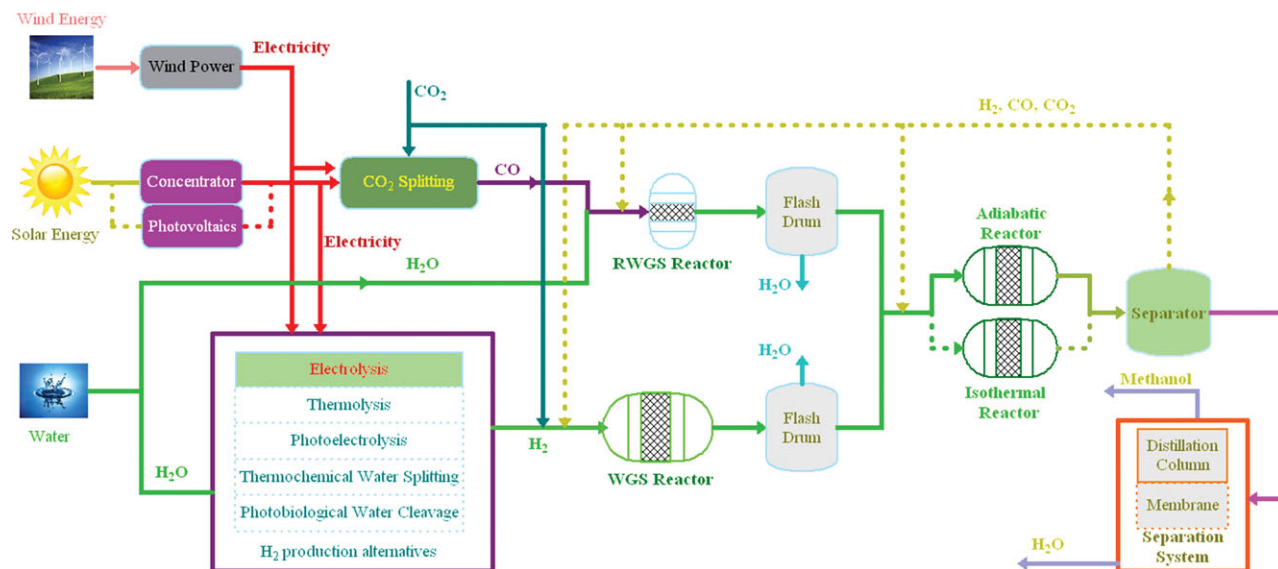 Wind Energy
Wind Power
Electricity
CO₂
H₂, CO, CO₂
Solar Energy
Concentrator
Photovoltaics
CO₂ Splitting
CO
Electricity
H₂O
RWGS Reactor
Flash
Drum
H₂O
Adiabatic
Reactor
Separator
Isothermal
Reactor
Water
H₂O
Electrolysis
Thermolysis
Photoelectrolysis
Thermochemical Water Splitting
Photobiological Water Cleavage
H₂ production alternatives
H₂
WGS Reactor
H₂O
Flash
Drum
Methanol
Distillation
Column
Membrane
Separation
System
H₂O